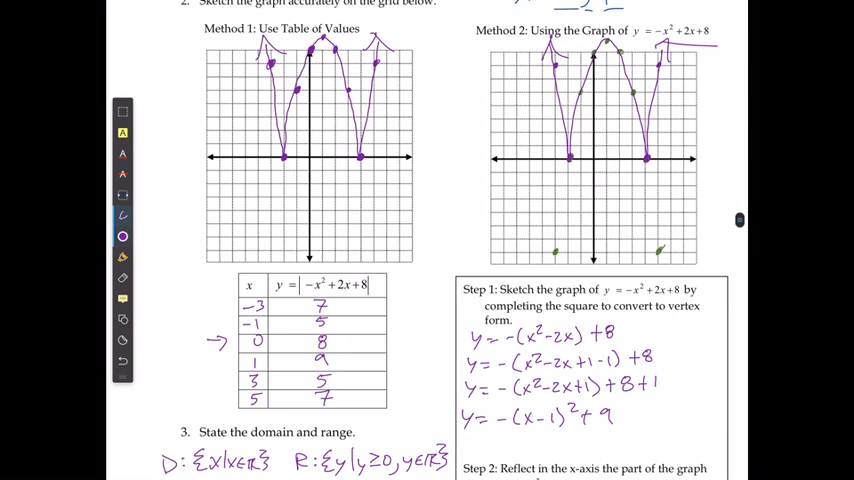 2. Sketch the graph accurately on the grid below.
Method 1: Use Table of Values
Method 2: Using the Graph of y = −x² + 2x + 8
x y = |−x² + 2x + 8|
−3 7
−1 5
→ 0 8
1 9
3 5
5 7
3. State the domain and range.
D: {x|x∈ℝ} R: {y|y≥0, y∈ℝ}
Step 1: Sketch the graph of y = −x² + 2x + 8 by
completing the square to convert to vertex
form.
y = −(x²−2x) + 8
y = −(x²−2x+1−1) + 8
y = −(x²−2x+1) + 8 + 1
y = −(x−1)² + 9
Step 2: Reflect in the x-axis the part of the graph